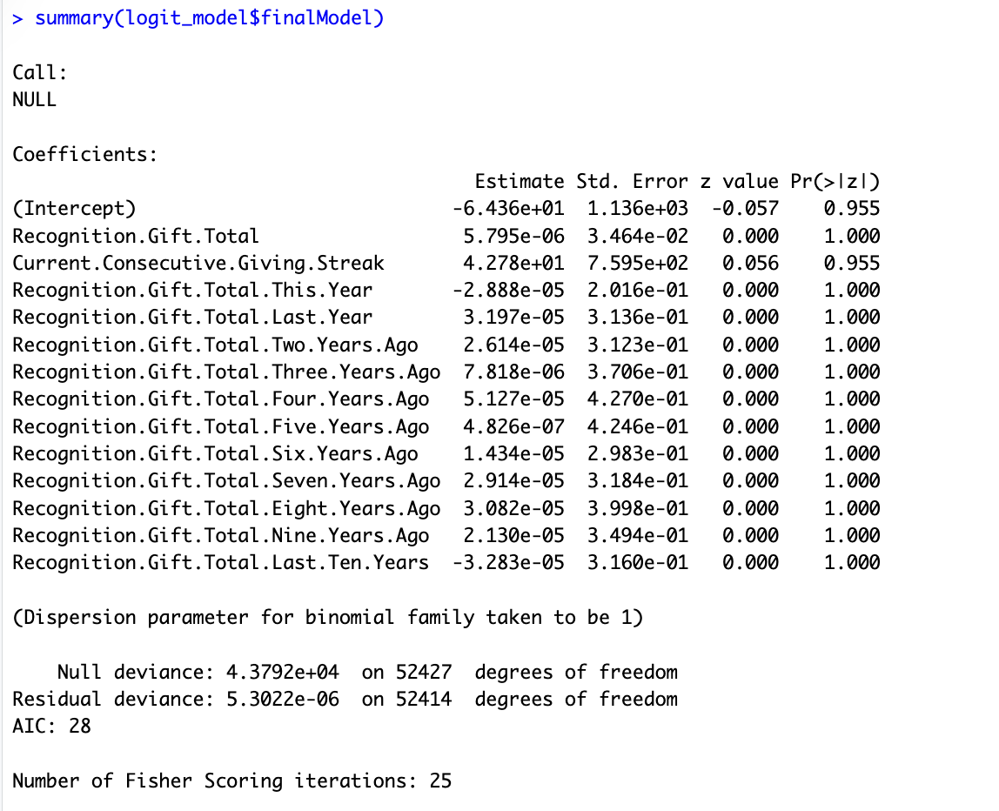 > summary(logit_model$finalModel)
Call:
NULL
Coefficients:
Estimate Std. Error z value Pr(>|z|)
(Intercept) -6.436e+01 1.136e+03 -0.057 0.955
Recognition.Gift.Total 5.795e-06 3.464e-02 0.000 1.000
Current.Consecutive.Giving.Streak 4.278e+01 7.595e+02 0.056 0.955
Recognition.Gift.Total.This.Year -2.888e-05 2.016e-01 0.000 1.000
Recognition.Gift.Total.Last.Year 3.197e-05 3.136e-01 0.000 1.000
Recognition.Gift.Total.Two.Years.Ago 2.614e-05 3.123e-01 0.000 1.000
Recognition.Gift.Total.Three.Years.Ago 7.818e-06 3.706e-01 0.000 1.000
Recognition.Gift.Total.Four.Years.Ago 5.127e-05 4.270e-01 0.000 1.000
Recognition.Gift.Total.Five.Years.Ago 4.826e-07 4.246e-01 0.000 1.000
Recognition.Gift.Total.Six.Years.Ago 1.434e-05 2.983e-01 0.000 1.000
Recognition.Gift.Total.Seven.Years.Ago 2.914e-05 3.184e-01 0.000 1.000
Recognition.Gift.Total.Eight.Years.Ago 3.082e-05 3.998e-01 0.000 1.000
Recognition.Gift.Total.Nine.Years.Ago 2.130e-05 3.494e-01 0.000 1.000
Recognition.Gift.Total.Last.Ten.Years -3.283e-05 3.160e-01 0.000 1.000
(Dispersion parameter for binomial family taken to be 1)
Null deviance: 4.3792e+04 on 52427 degrees of freedom
Residual deviance: 5.3022e-06 on 52414 degrees of freedom
AIC: 28
Number of Fisher Scoring iterations: 25